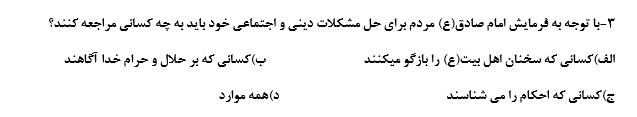 ۳-با توجه به فرمایش امام صادق(ع) مردم برای حل مشکلات دینی و اجتماعی خود باید به چه کسانی مراجعه کنند؟
الف)کسانی که سخنان اهل بیت(ع) را بازگو میکنند ب)کسانی که بر حلال و حرام خدا آگاهند
ج)کسانی که احکام را می شناسند د)همه موارد